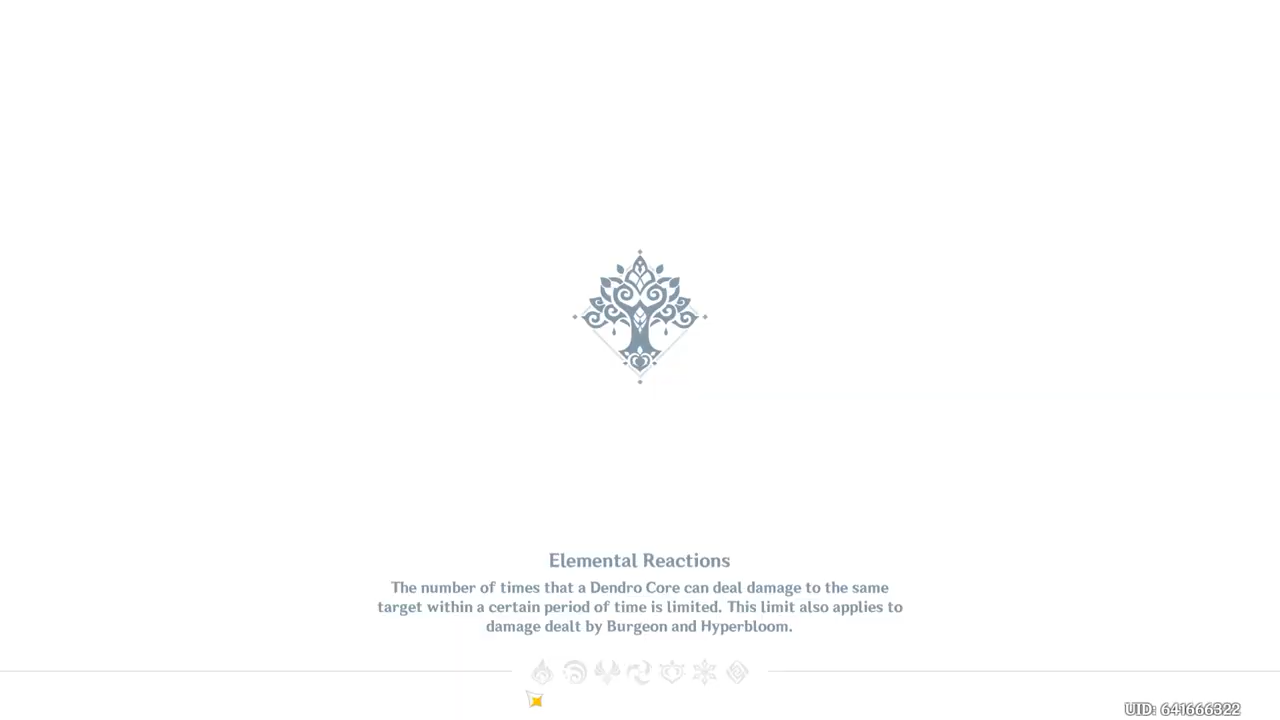 Elemental Reactions
The number of times that a Dendro Core can deal damage to the same
target within a certain period of time is limited. This limit also applies to
damage dealt by Burgeon and Hyperbloom.
UID: 641666322